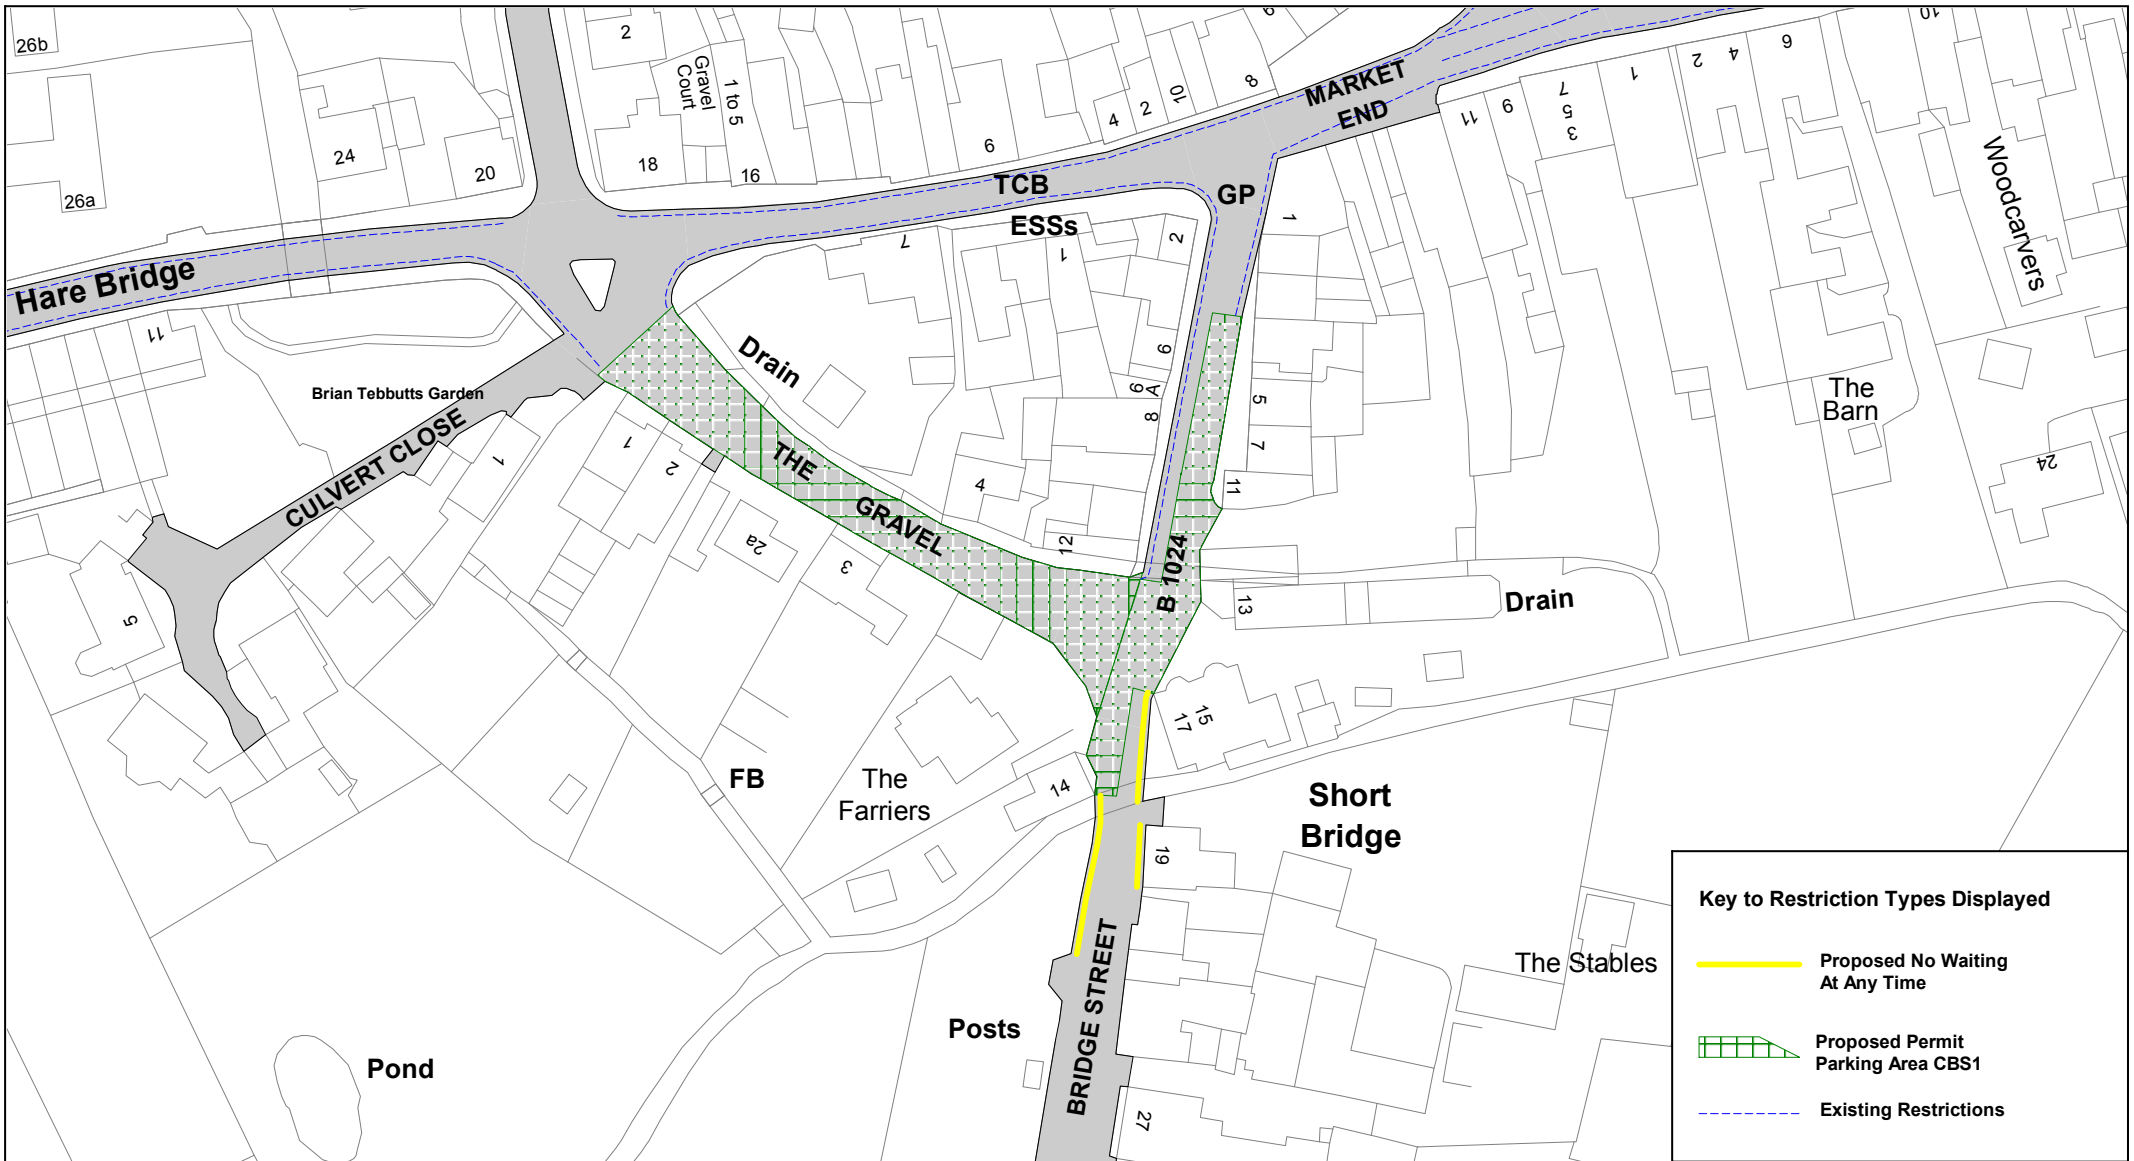 26b
26a
24
20
2
Gravel
Court
1 to 5
18
16
6
4
2
10
8
MARKET
END
11
9
7
5
3
1
2
4
6
10
Woodcarvers
TCB
GP
ESSs
Hare Bridge
7
1
2
1
11
Drain
6
6
A
8
5
7
11
The
Barn
24
Brian Tebbutts Garden
CULVERT CLOSE
1
1
2
THE
GRAVEL
4
2a
3
12
B 1024
13
Drain
5
15
17
FB
The
Farriers
14
Short
Bridge
19
BRIDGE STREET
The Stables
Posts
Pond
27
Key to Restriction Types Displayed
Proposed No Waiting
At Any Time
Proposed Permit
Parking Area CBS1
Existing Restrictions